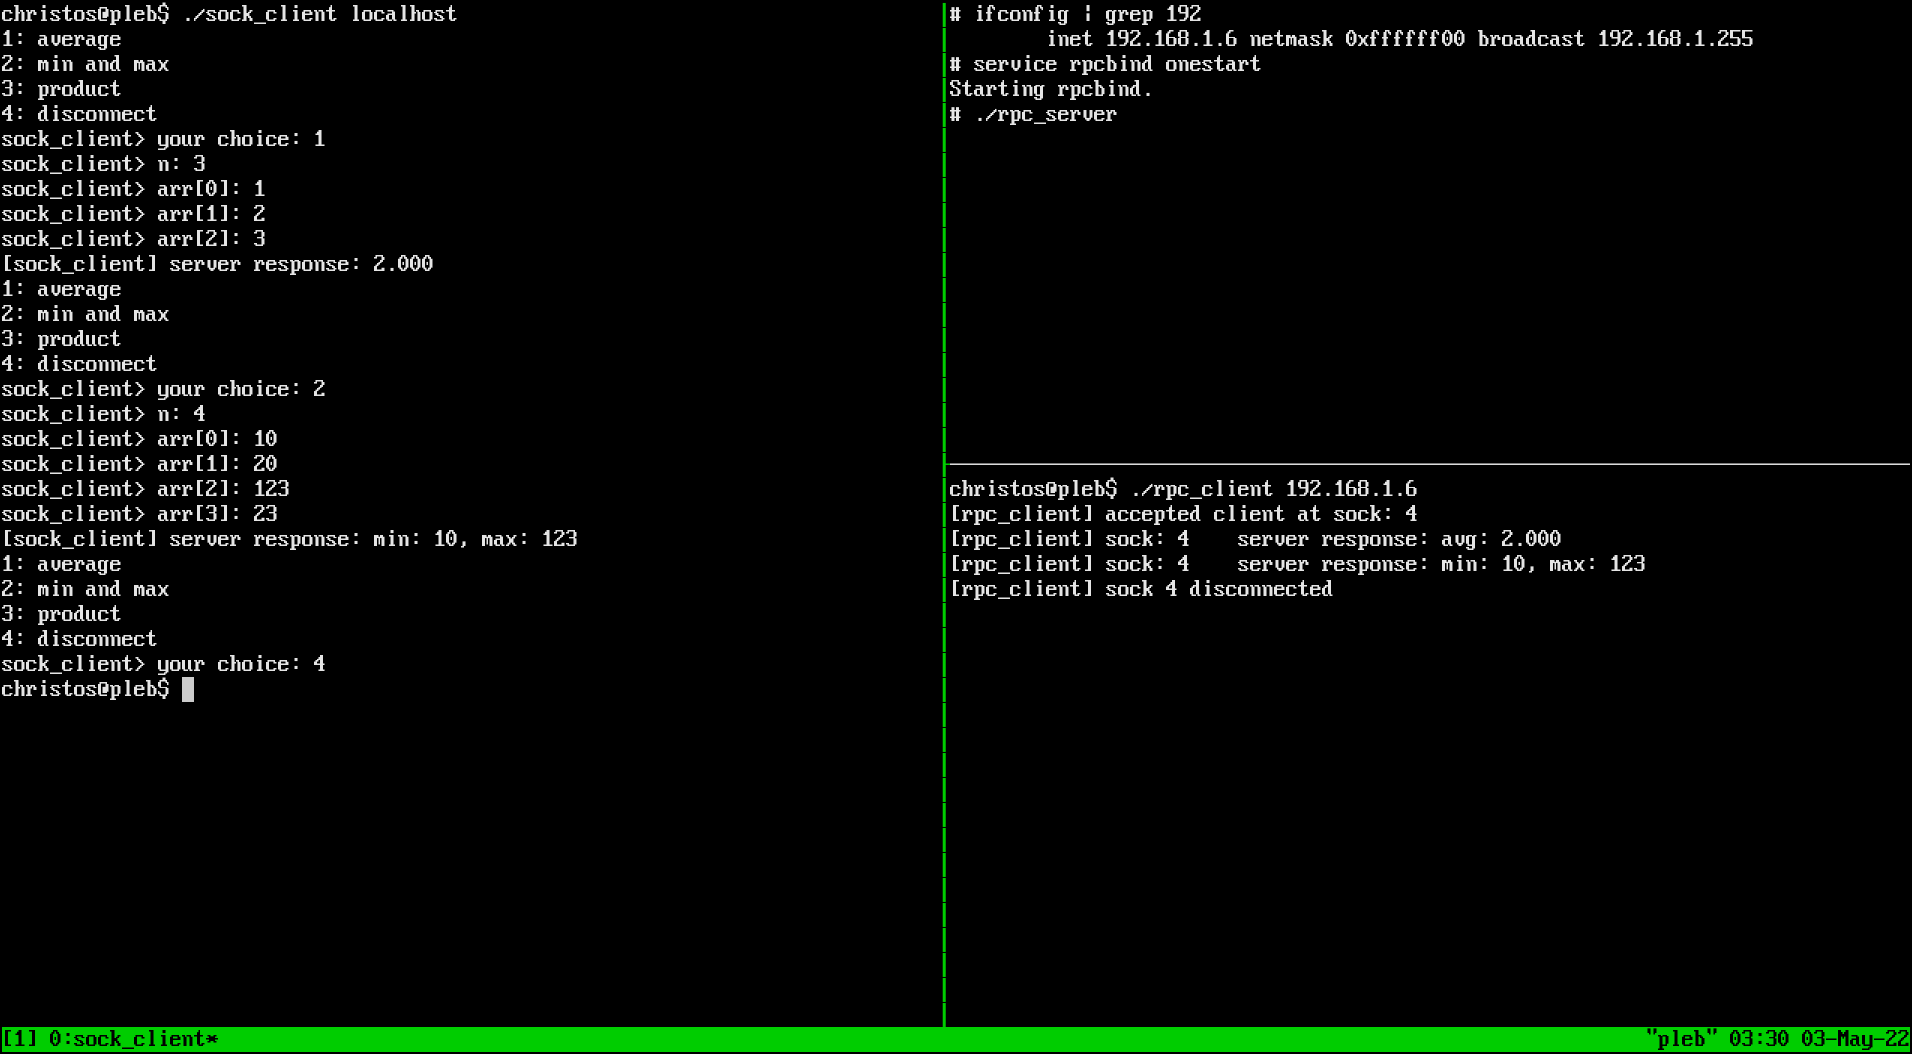 christos@pleb$ ./sock_client localhost
1: average
2: min and max
3: product
4: disconnect
sock_client> your choice: 1
sock_client> n: 3
sock_client> arr[0]: 1
sock_client> arr[1]: 2
sock_client> arr[2]: 3
[sock_client] server response: 2.000
1: average
2: min and max
3: product
4: disconnect
sock_client> your choice: 2
sock_client> n: 4
sock_client> arr[0]: 10
sock_client> arr[1]: 20
sock_client> arr[2]: 123
sock_client> arr[3]: 23
[sock_client] server response: min: 10, max: 123
1: average
2: min and max
3: product
4: disconnect
sock_client> your choice: 4
christos@pleb$
# ifconfig | grep 192
inet 192.168.1.6 netmask 0xffffff00 broadcast 192.168.1.255
# service rpcbind onestart
Starting rpcbind.
# ./rpc_server
christos@pleb$ ./rpc_client 192.168.1.6
[rpc_client] accepted client at sock: 4
[rpc_client] sock: 4    server response: avg: 2.000
[rpc_client] sock: 4    server response: min: 10, max: 123
[rpc_client] sock 4 disconnected
[1] 0:sock_client*
"pleb" 03:30 03-May-22